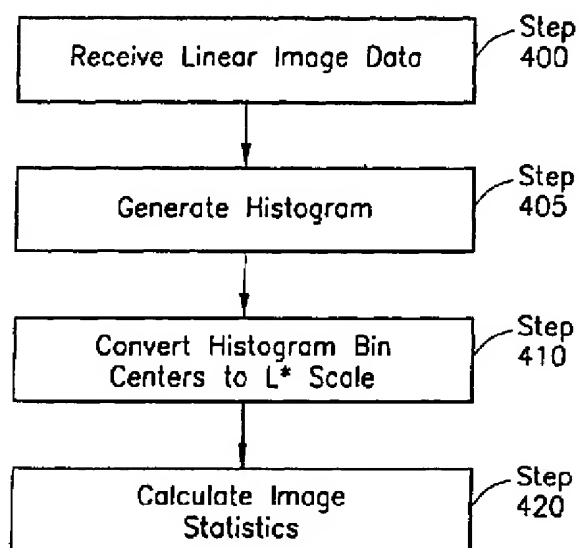 Receive Linear Image Data
Step
400
Generate Histogram
Step
405
Convert Histogram Bin
Centers to L* Scale
Step
410
Calculate Image
Statistics
Step
420